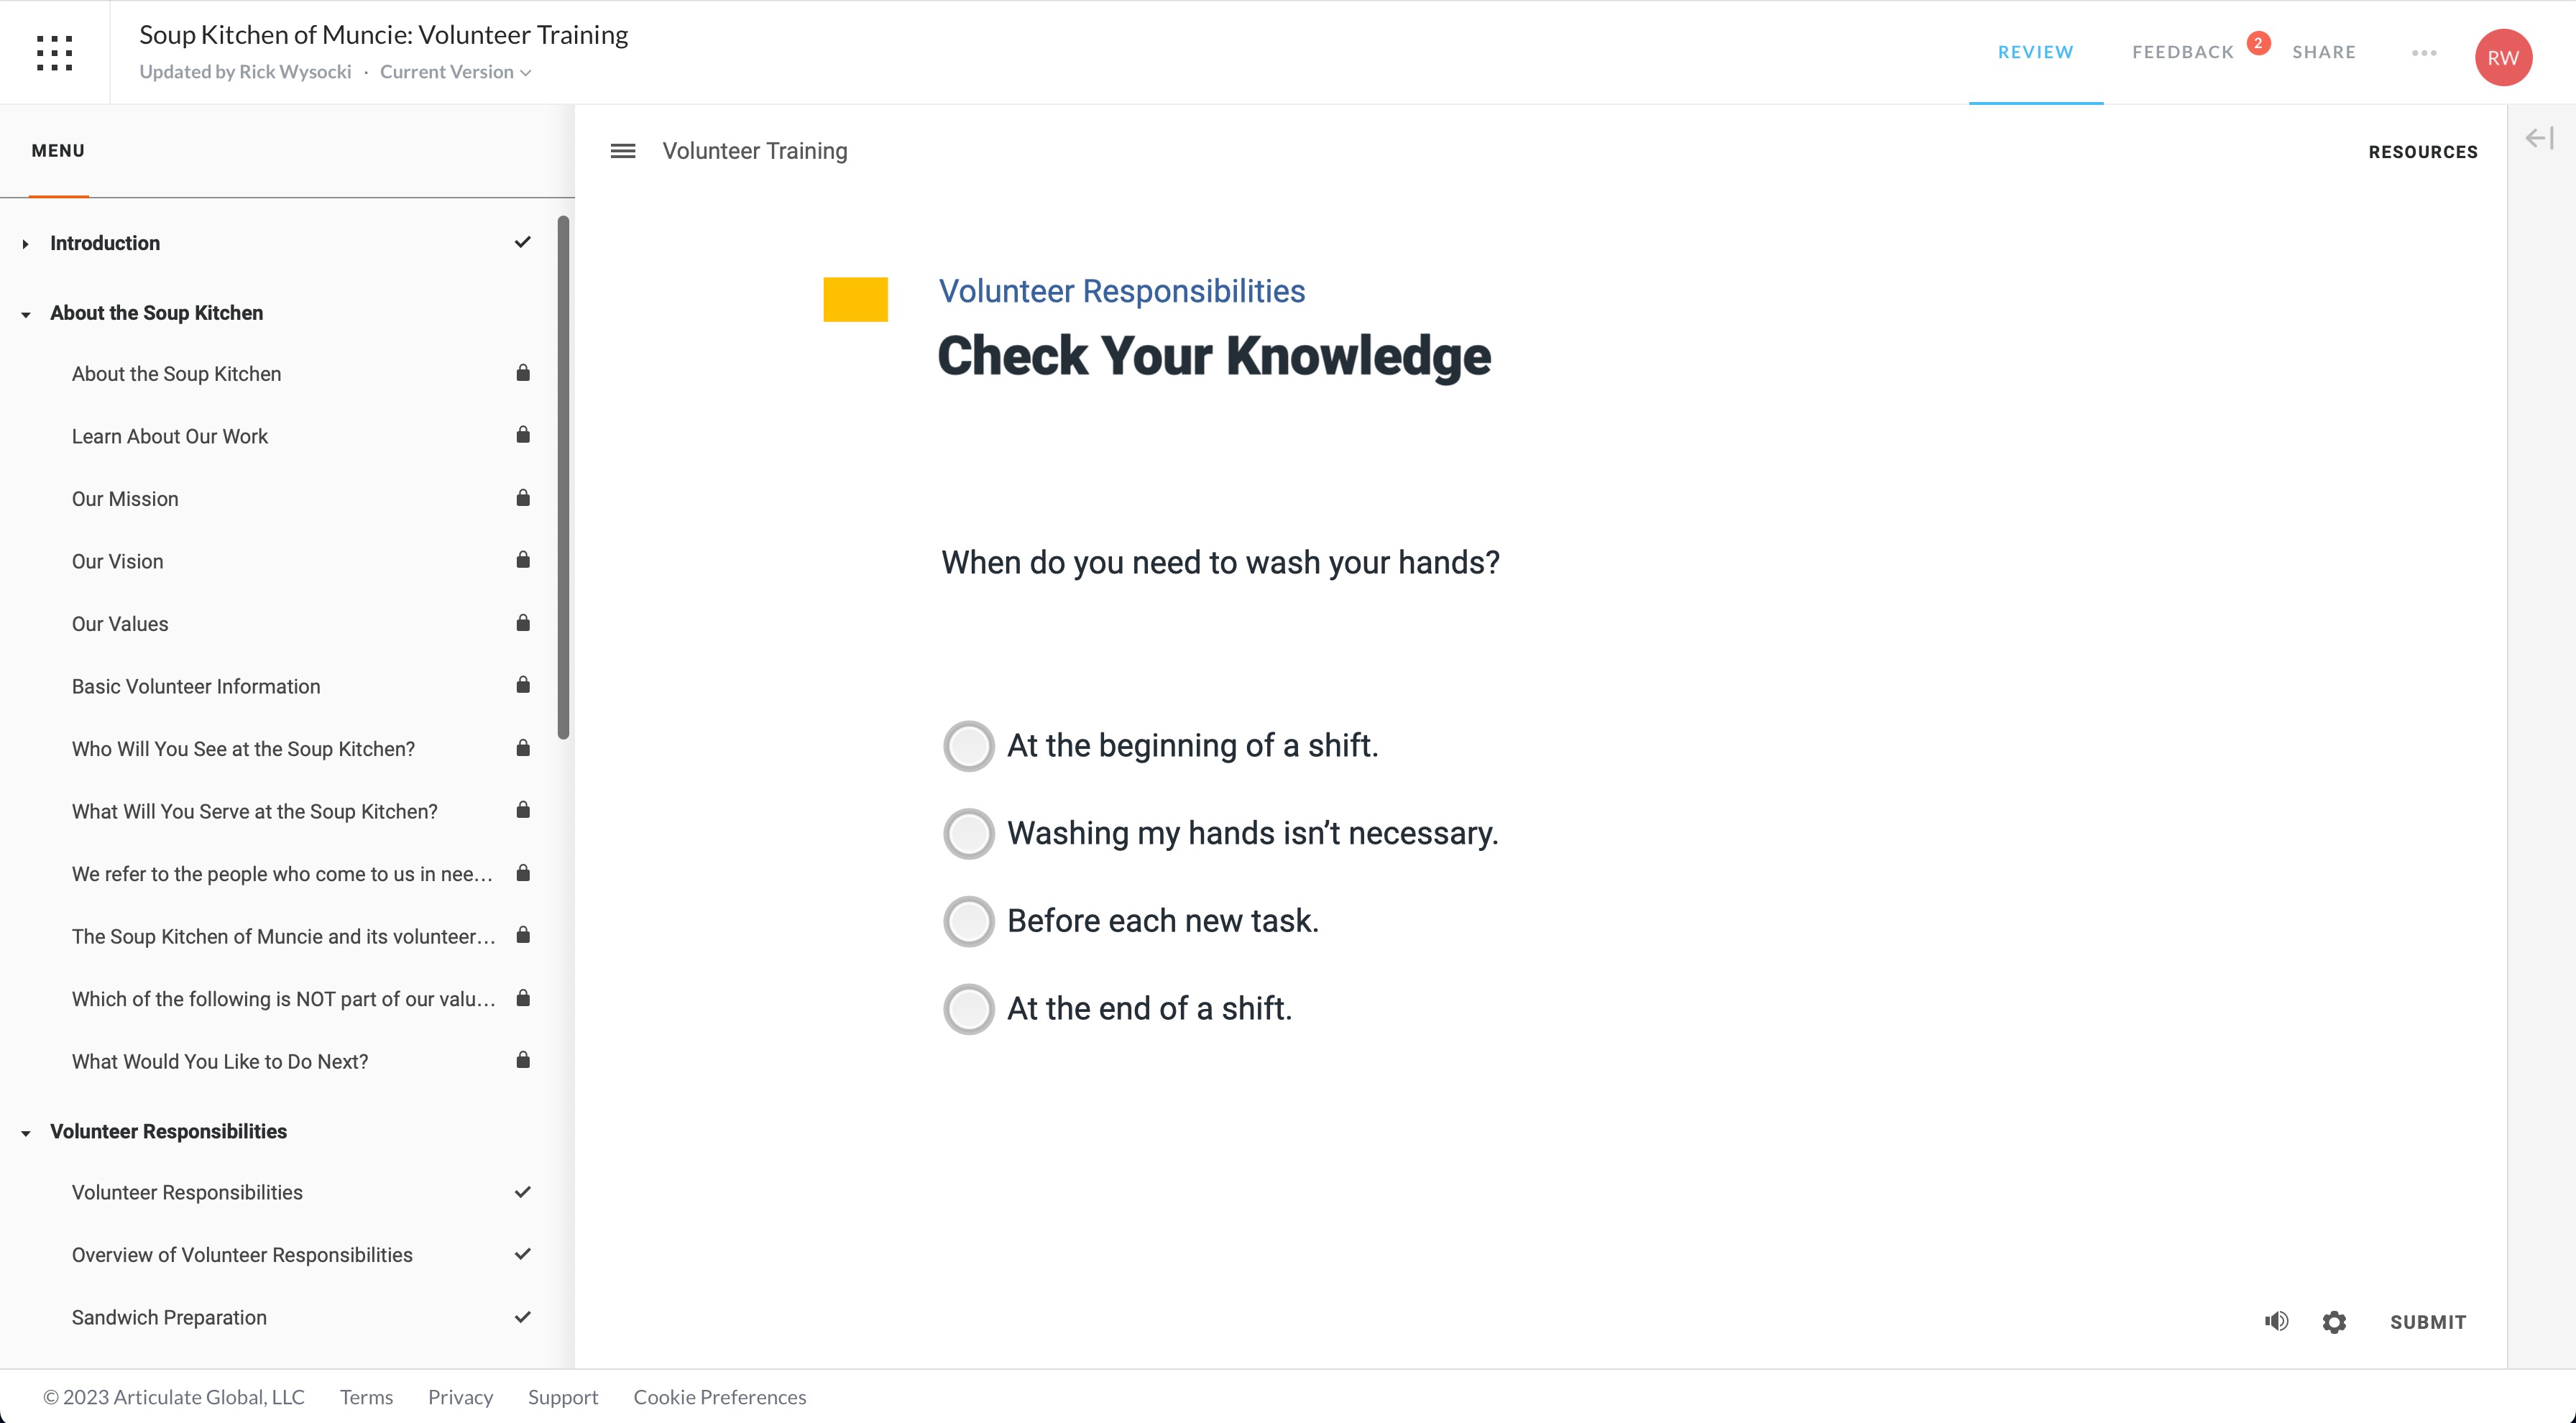 Soup Kitchen of Muncie: Volunteer Training
Updated by Rick Wysocki · Current Version
REVIEW
FEEDBACK
2
SHARE
RW
MENU
Introduction
About the Soup Kitchen
About the Soup Kitchen
Learn About Our Work
Our Mission
Our Vision
Our Values
Basic Volunteer Information
Who Will You See at the Soup Kitchen?
What Will You Serve at the Soup Kitchen?
We refer to the people who come to us in nee...
The Soup Kitchen of Muncie and its volunteer...
Which of the following is NOT part of our valu...
What Would You Like to Do Next?
Volunteer Responsibilities
Volunteer Responsibilities
Overview of Volunteer Responsibilities
Sandwich Preparation
Volunteer Training
RESOURCES
Volunteer Responsibilities
Check Your Knowledge
When do you need to wash your hands?
At the beginning of a shift.
Washing my hands isn’t necessary.
Before each new task.
At the end of a shift.
SUBMIT
© 2023 Articulate Global, LLC
Terms
Privacy
Support
Cookie Preferences